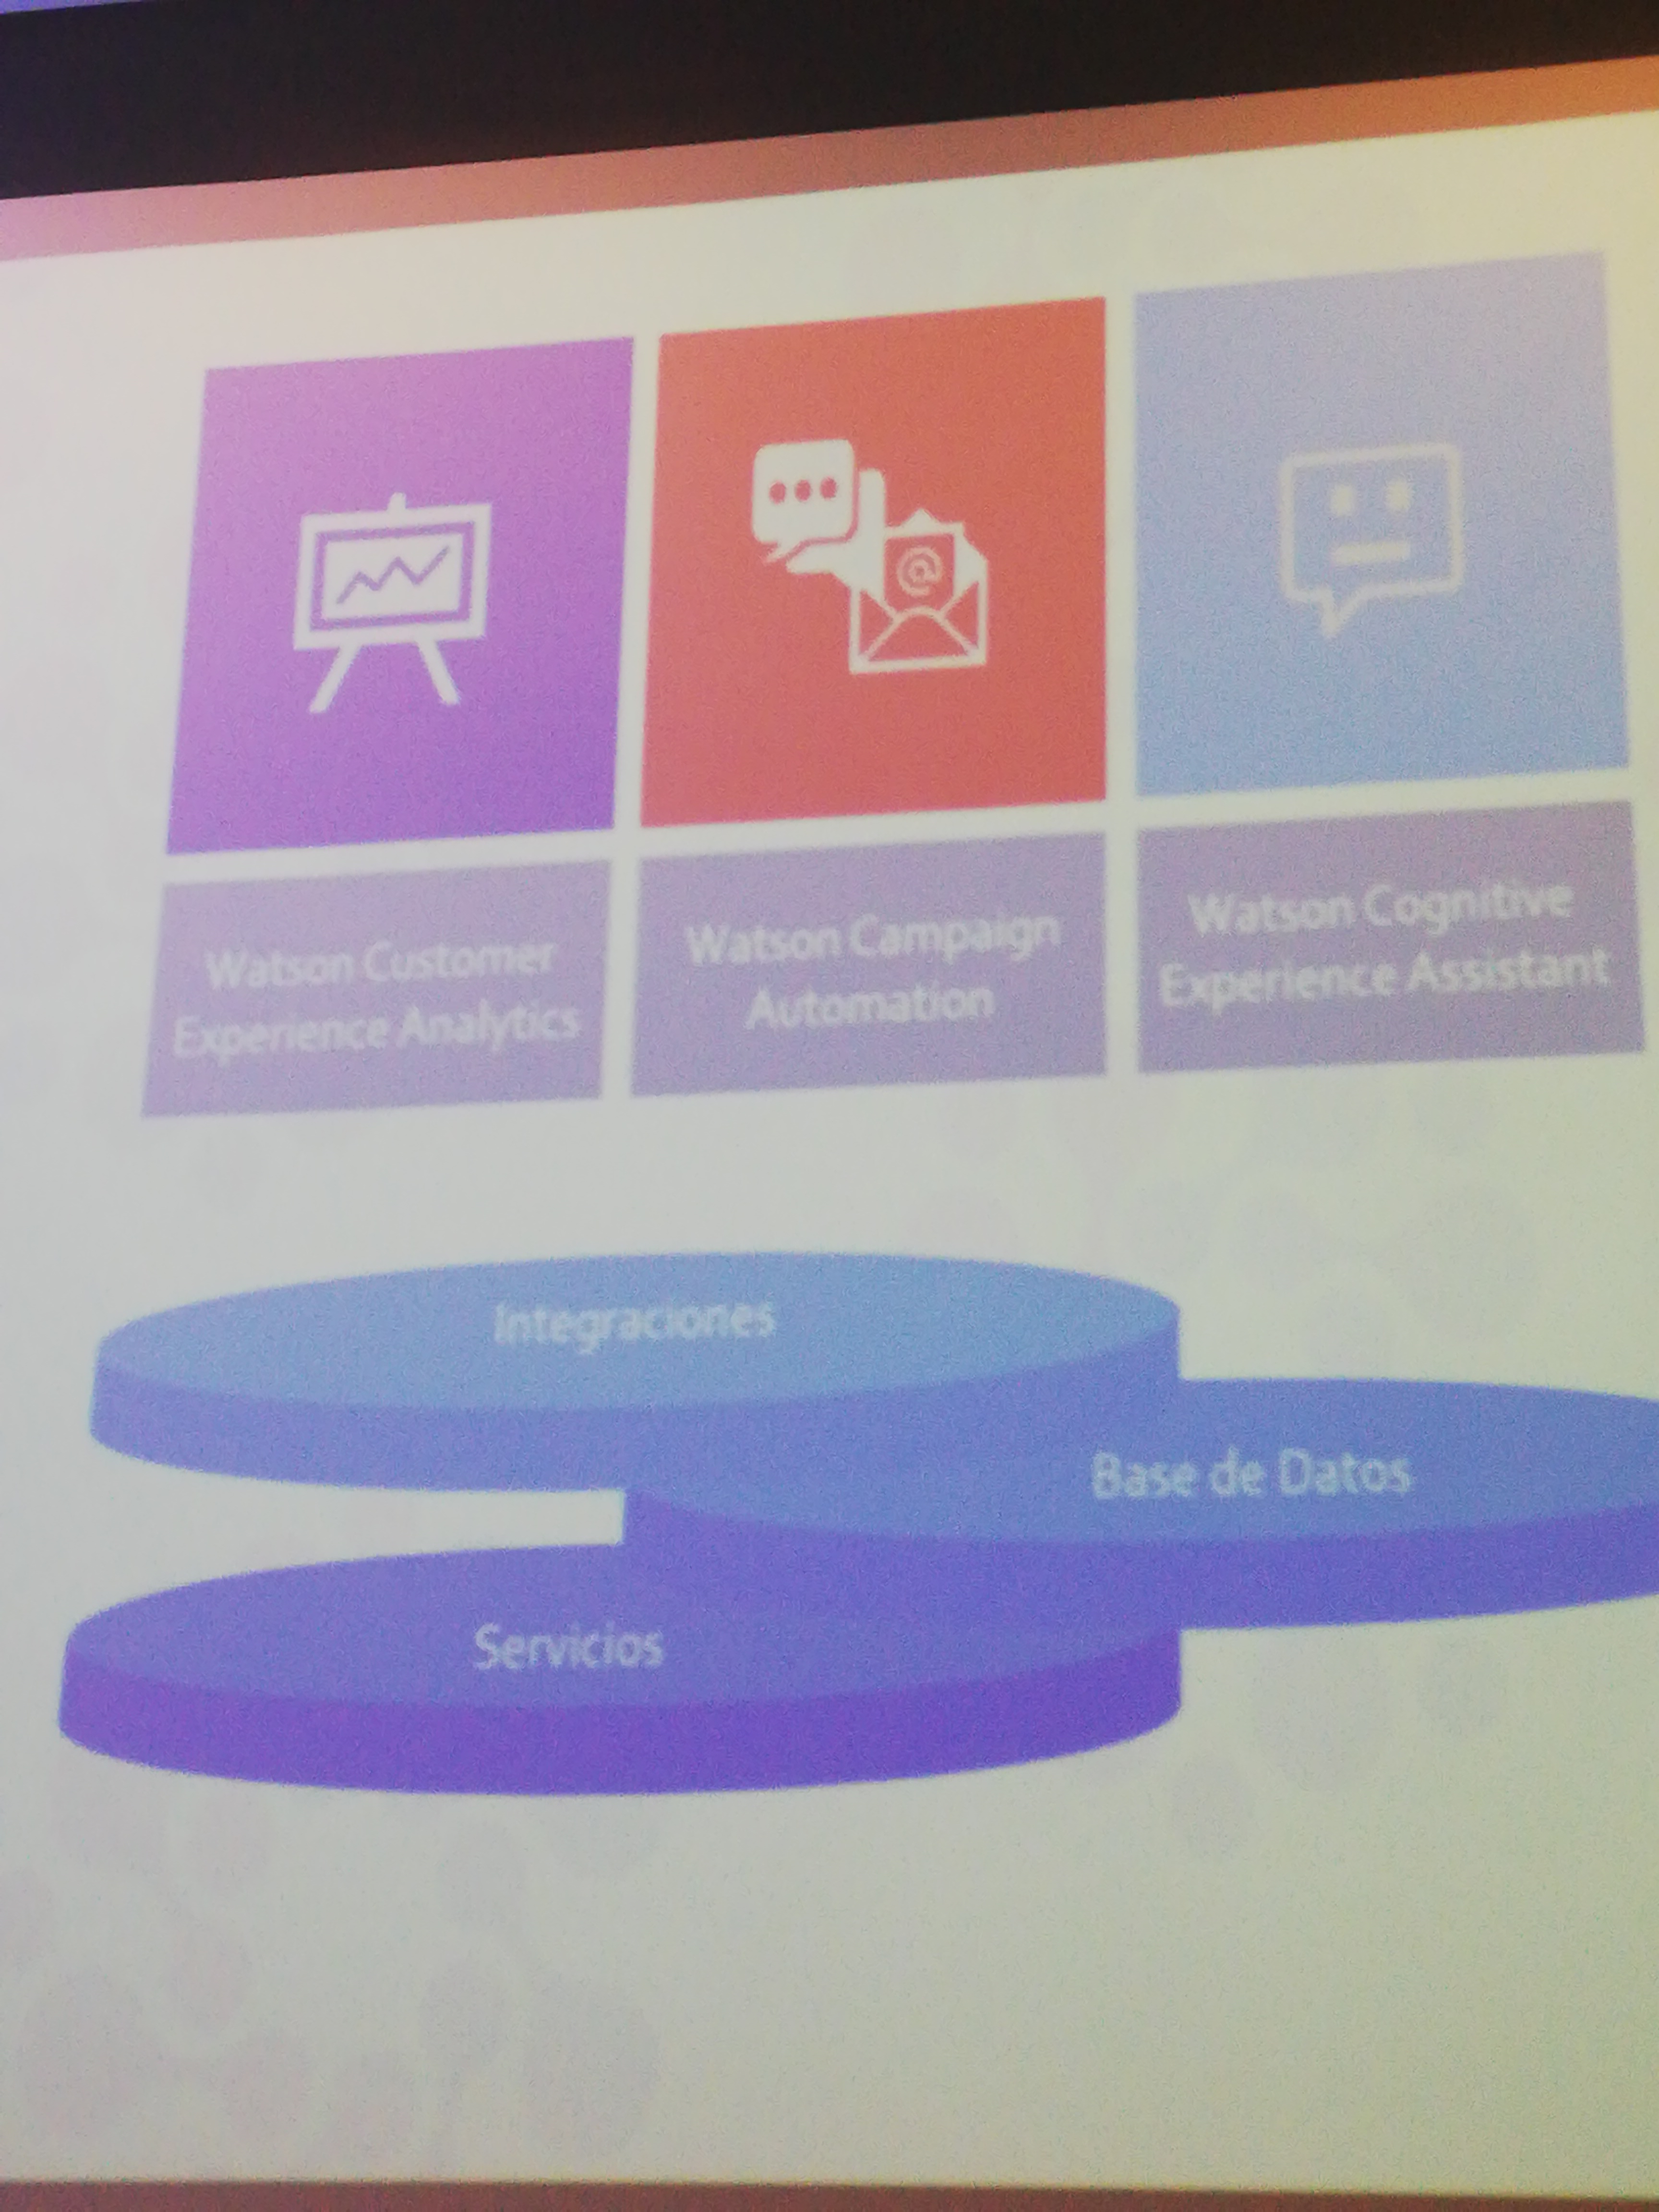 Watson Customer
Experience Analytics
Watson Campaign
Automation
Watson Cognitive
Experience Assistant
Integraciones
Base de Datos
Servicios